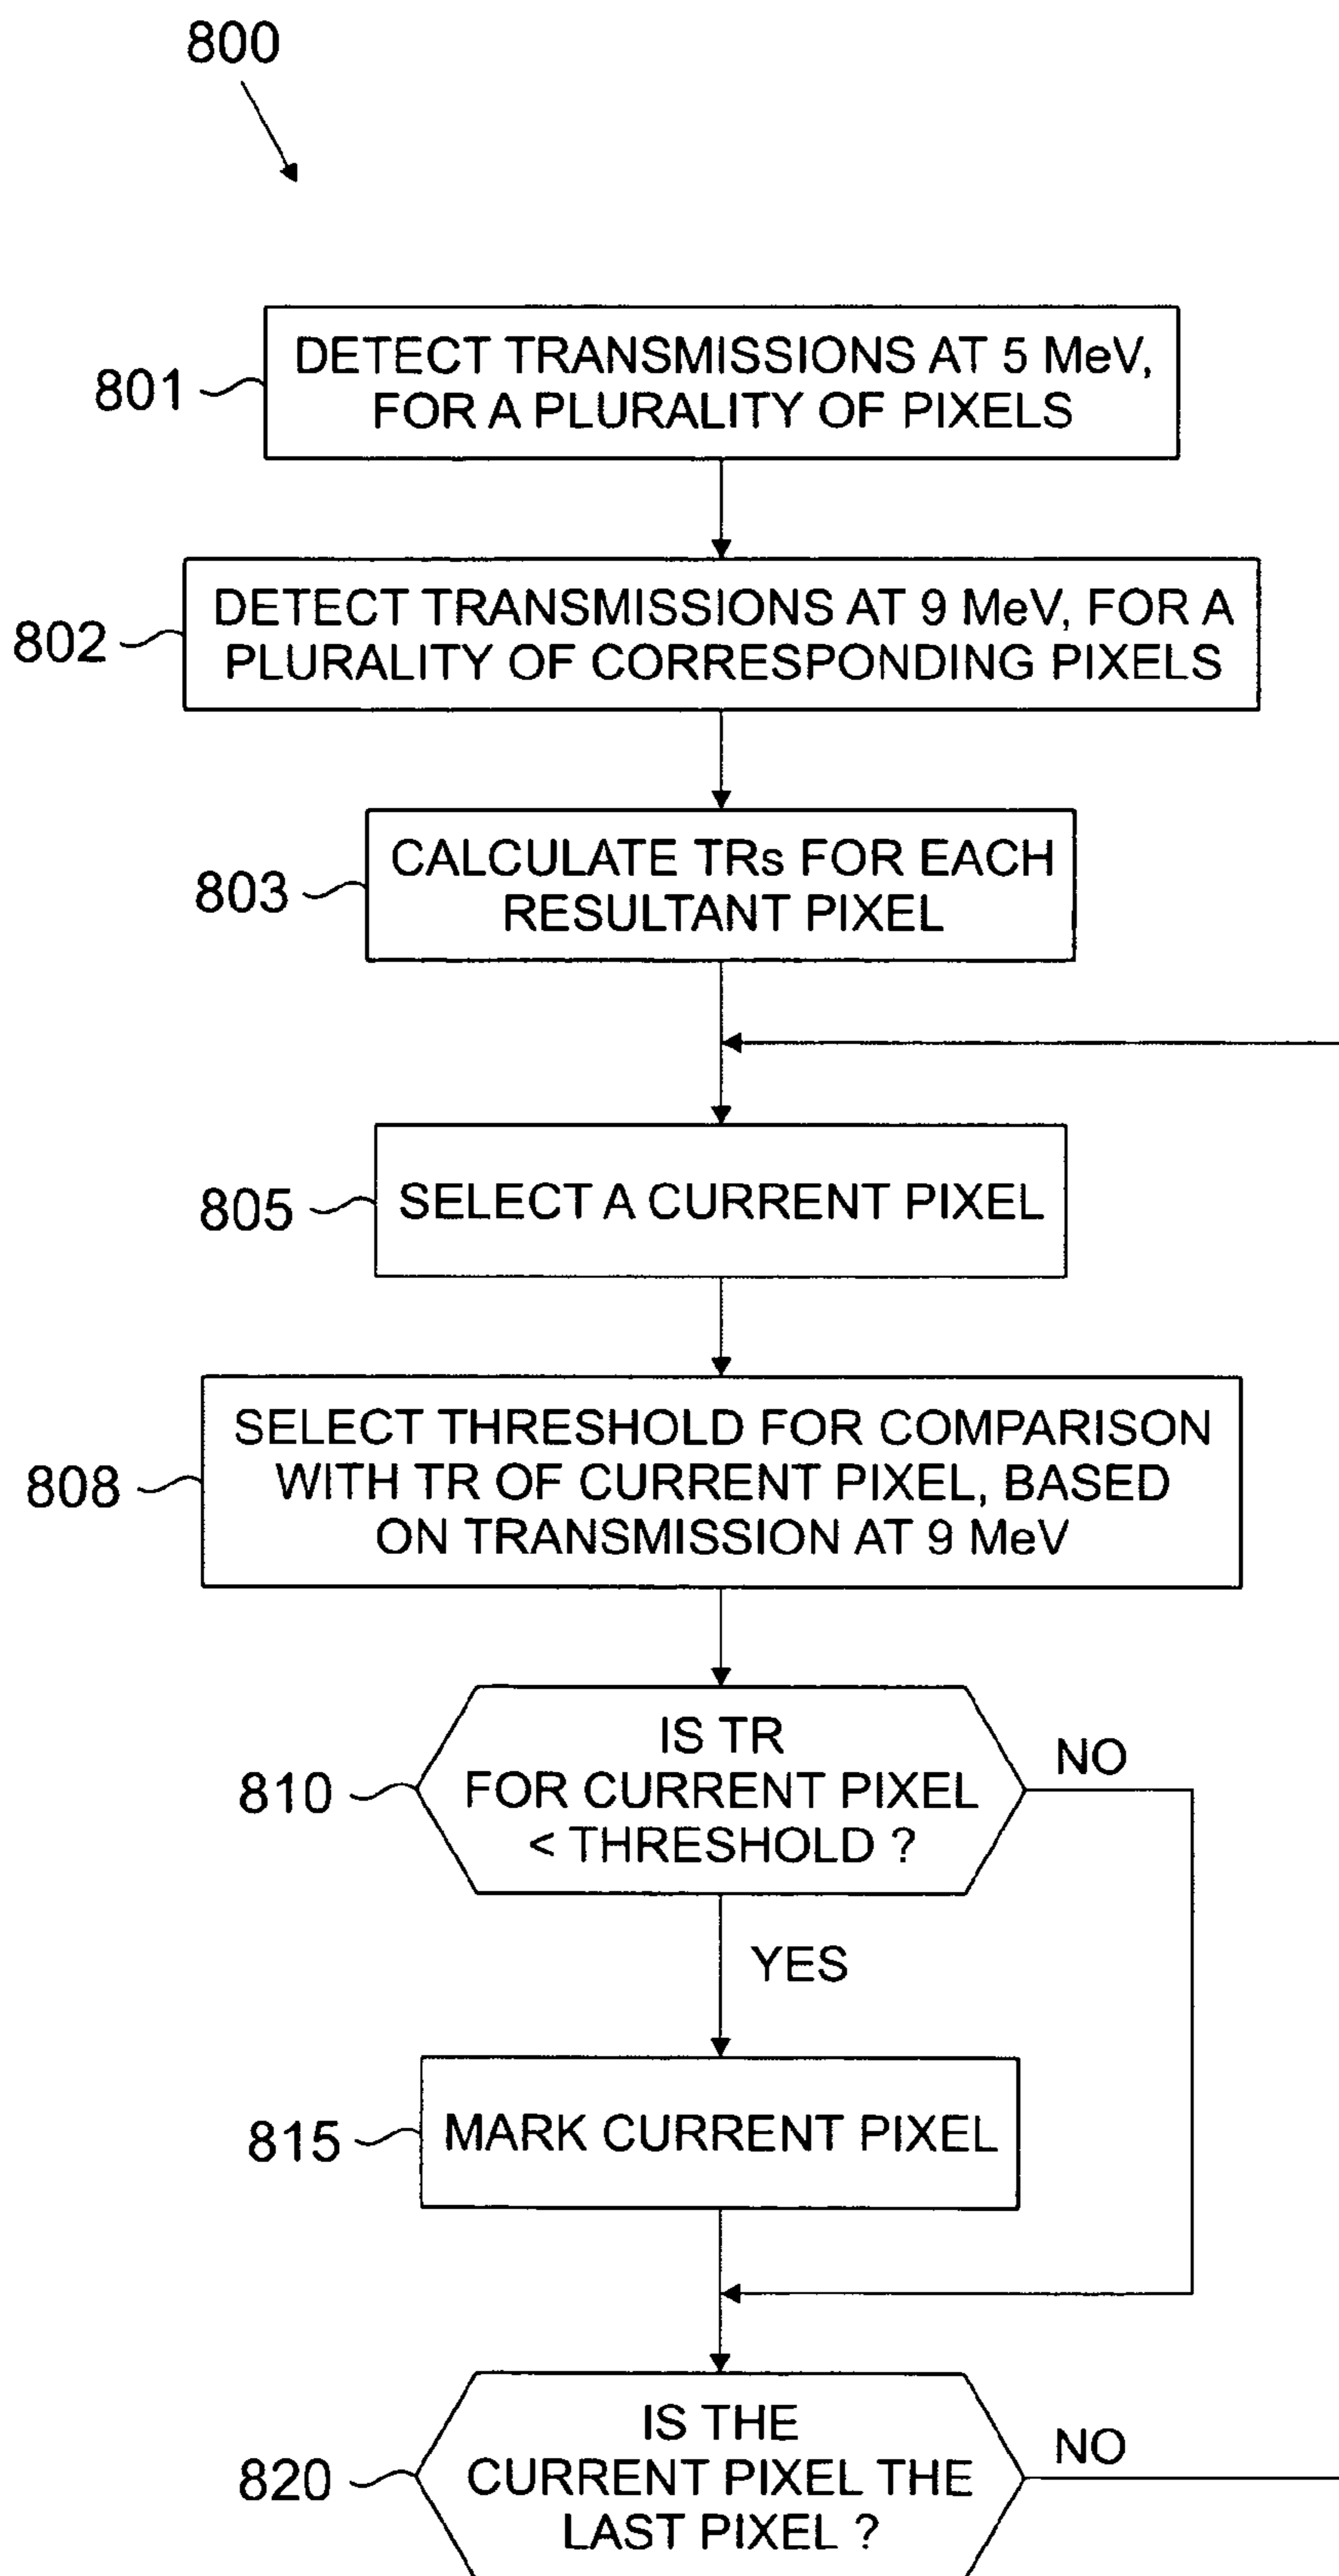 800
801
DETECT TRANSMISSIONS AT 5 MeV,
FOR A PLURALITY OF PIXELS
802
DETECT TRANSMISSIONS AT 9 MeV, FOR A
PLURALITY OF CORRESPONDING PIXELS
803
CALCULATE TRs FOR EACH
RESULTANT PIXEL
805
SELECT A CURRENT PIXEL
808
SELECT THRESHOLD FOR COMPARISON
WITH TR OF CURRENT PIXEL, BASED
ON TRANSMISSION AT 9 MeV
810
IS TR
FOR CURRENT PIXEL
< THRESHOLD ?
NO
YES
815
MARK CURRENT PIXEL
820
IS THE
CURRENT PIXEL THE
LAST PIXEL ?
NO